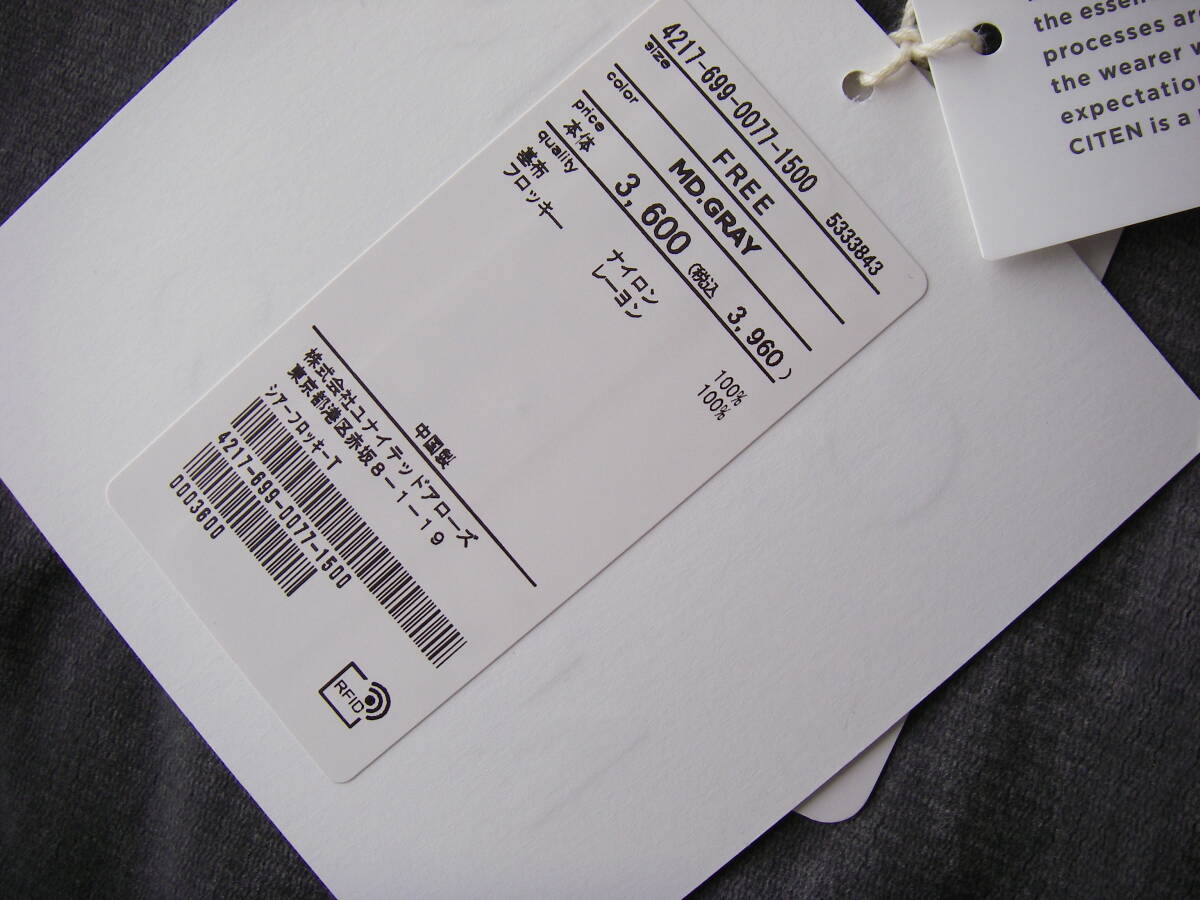 4217-699-0077-1500 5333843
size FREE
color MD.GRAY
price
本体 3,600 (税込 3,960)
quality
基布 ナイロン 100%
フロッキー レーヨン 100%
中国製
株式会社ユナイテッドアローズ
東京都港区赤坂8-1-19
シアーフロッキーT
4217-699-0077-1500
0003600
RFID
the
processes
the wearer
CITEN is a